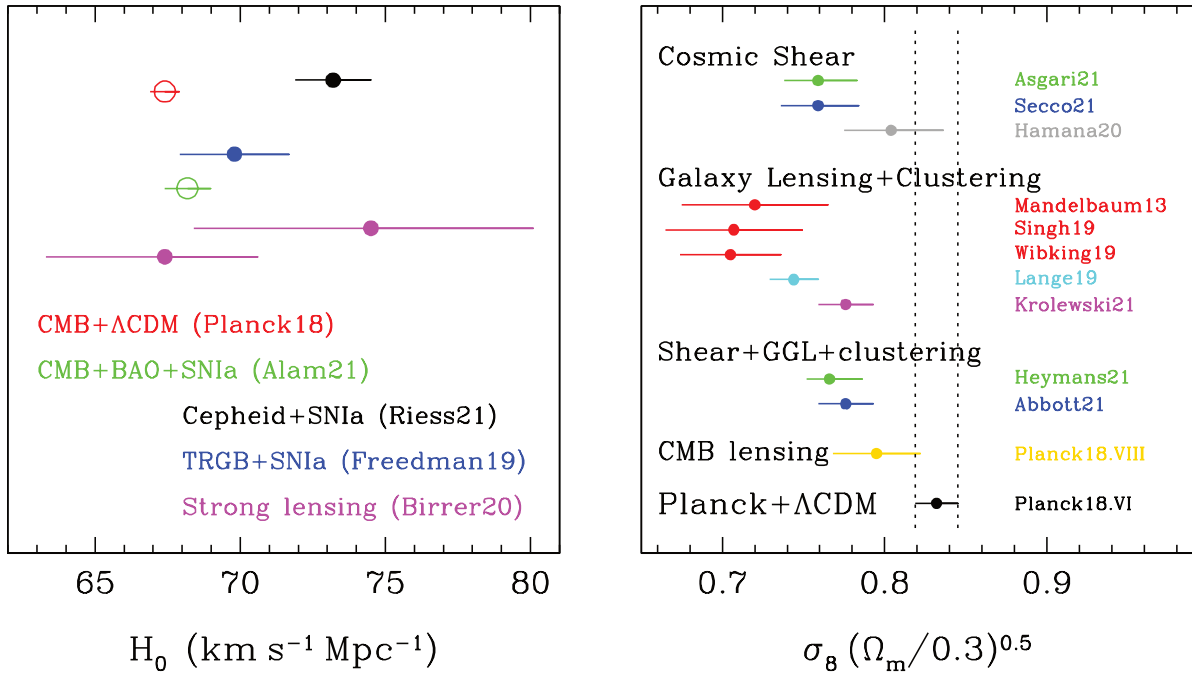 CMB+ΛCDM (Planck18)
CMB+BAO+SNIa (Alam21)
Cepheid+SNIa (Riess21)
TRGB+SNIa (Freedman19)
Strong lensing (Birrer20)
65 70 75 80
H₀ (km s⁻¹ Mpc⁻¹)
Cosmic Shear
Asgari21
Secco21
Hamana20
Galaxy Lensing+Clustering
Mandelbaum13
Singh19
Wibking19
Lange19
Krolewski21
Shear+GGL+clustering
Heymans21
Abbott21
CMB lensing Planck18.VIII
Planck+ΛCDM Planck18.VI
0.7 0.8 0.9
σ₈ (Ωₘ/0.3)⁰·⁵